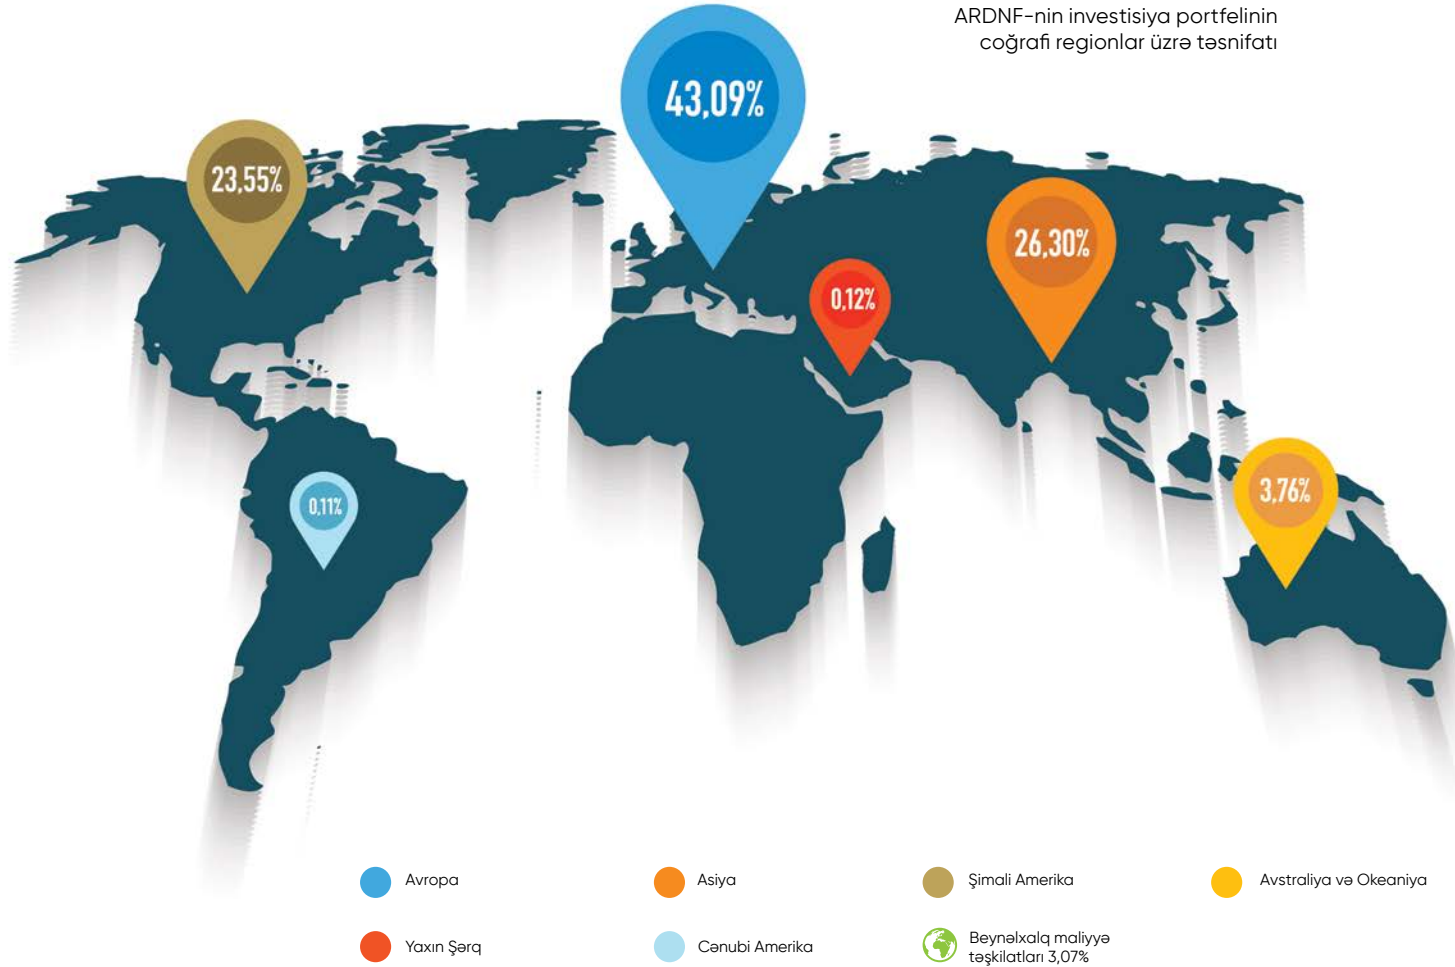 ARDNF-nin investisiya portfelinin
coğrafi regionlar üzrə təsnifatı
43,09%
23,55%
26,30%
0,12%
3,76%
0,11%
Avropa
Asiya
Şimali Amerika
Avstraliya və Okeaniya
Yaxın Şərq
Cənubi Amerika
Beynəlxalq maliyyə
təşkilatları 3,07%